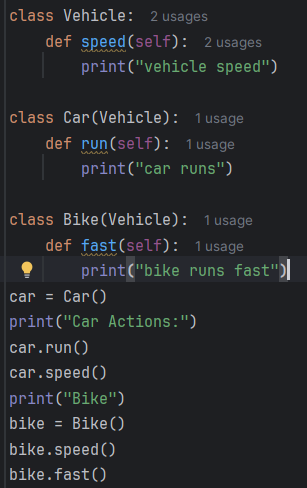 class Vehicle: 2 usages
    def speed(self): 2 usages
        print("vehicle speed")

class Car(Vehicle): 1 usage
    def run(self): 1 usage
        print("car runs")

class Bike(Vehicle): 1 usage
    def fast(self): 1 usage
        print("bike runs fast")
car = Car()
print("Car Actions:")
car.run()
car.speed()
print("Bike")
bike = Bike()
bike.speed()
bike.fast()